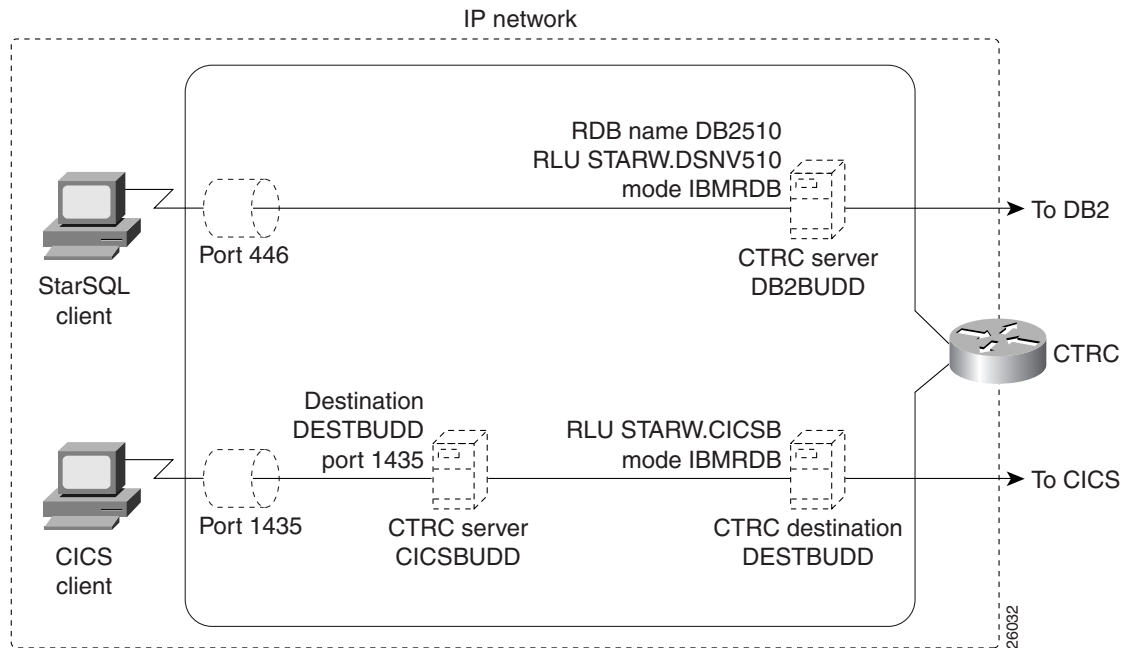 IP network
RDB name DB2510
RLU STARW.DSNV510
mode IBMRDB
To DB2
Port 446
CTRC server
DB2BUDD
StarSQL
client
CTRC
Destination
DESTBUDD
port 1435
RLU STARW.CICSB
mode IBMRDB
To CICS
Port 1435
CTRC server
CICSBUDD
CTRC destination
DESTBUDD
CICS
client
26032